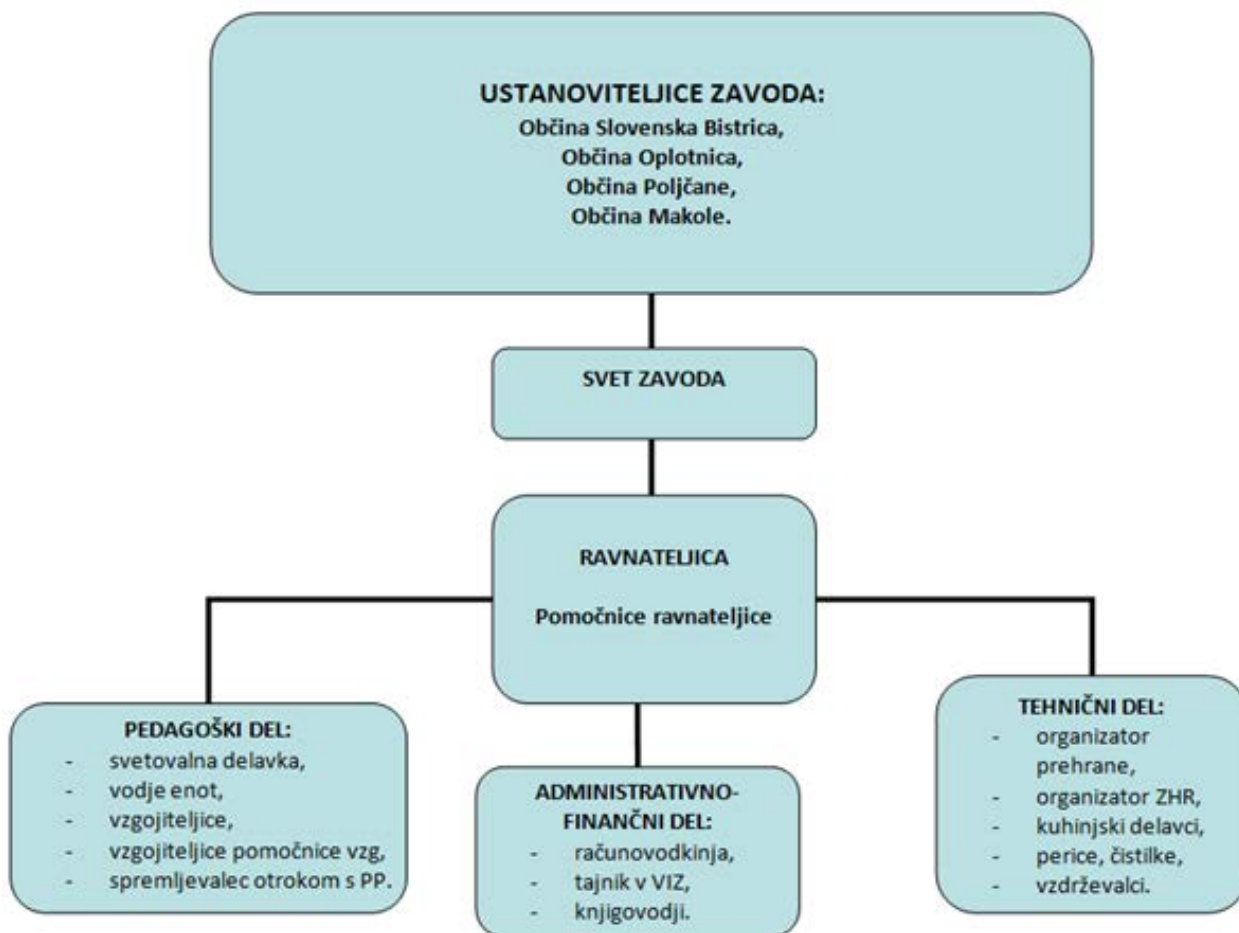 USTANOVITELJICE ZAVODA:
Občina Slovenska Bistrica,
Občina Oplotnica,
Občina Poljčane,
Občina Makole.
SVET ZAVODA
RAVNATELJICA
Pomočnice ravnateljice
PEDAGOŠKI DEL:
- svetovalna delavka,
- vodje enot,
- vzgojiteljice,
- vzgojiteljice pomočnice vzg,
- spremljevalec otrokom s PP.
ADMINISTRATIVNO-
FINANČNI DEL:
- računovodkinja,
- tajnik v VIZ,
- knjigovodji.
TEHNIČNI DEL:
- organizator
prehrane,
- organizator ZHR,
- kuhinjski delavci,
- perice, čistilke,
- vzdrževalci.